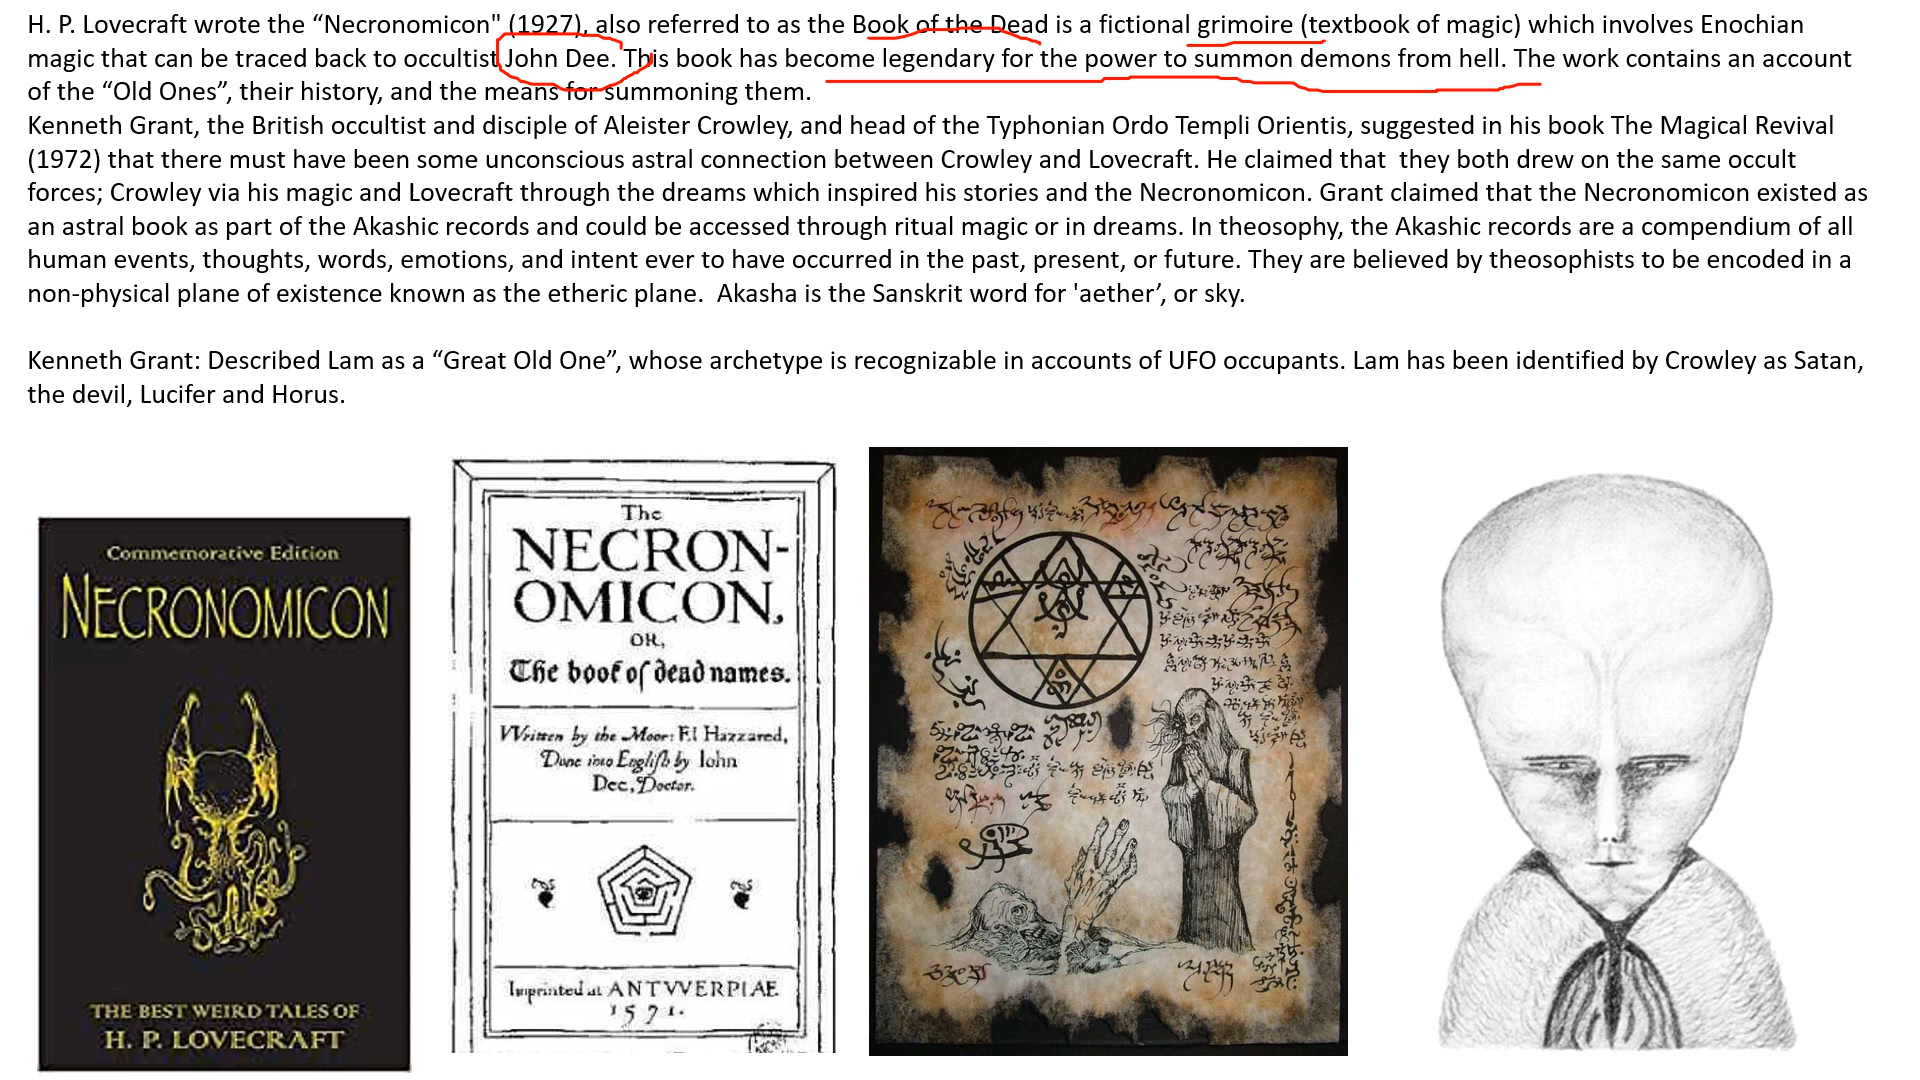 H. P. Lovecraft wrote the “Necronomicon" (1927), also referred to as the Book of the Dead is a fictional grimoire (textbook of magic) which involves Enochian
magic that can be traced back to occultist John Dee. This book has become legendary for the power to summon demons from hell. The work contains an account
of the “Old Ones”, their history, and the means for summoning them.
Kenneth Grant, the British occultist and disciple of Aleister Crowley, and head of the Typhonian Ordo Templi Orientis, suggested in his book The Magical Revival
(1972) that there must have been some unconscious astral connection between Crowley and Lovecraft. He claimed that  they both drew on the same occult
forces; Crowley via his magic and Lovecraft through the dreams which inspired his stories and the Necronomicon. Grant claimed that the Necronomicon existed as
an astral book as part of the Akashic records and could be accessed through ritual magic or in dreams. In theosophy, the Akashic records are a compendium of all
human events, thoughts, words, emotions, and intent ever to have occurred in the past, present, or future. They are believed by theosophists to be encoded in a
non-physical plane of existence known as the etheric plane.  Akasha is the Sanskrit word for 'aether’, or sky.
Kenneth Grant: Described Lam as a “Great Old One”, whose archetype is recognizable in accounts of UFO occupants. Lam has been identified by Crowley as Satan,
the devil, Lucifer and Horus.
Commemorative Edition
NECRONOMICON
THE BEST WEIRD TALES OF
H. P. LOVECRAFT
The
NECRON-
OMICON,
OR,
The book of dead names.
Written by the Moor: El Hazzared,
Done into English by Iohn
Dee, Doctor.
Imprinted at ANTVVERPIAE
1571.